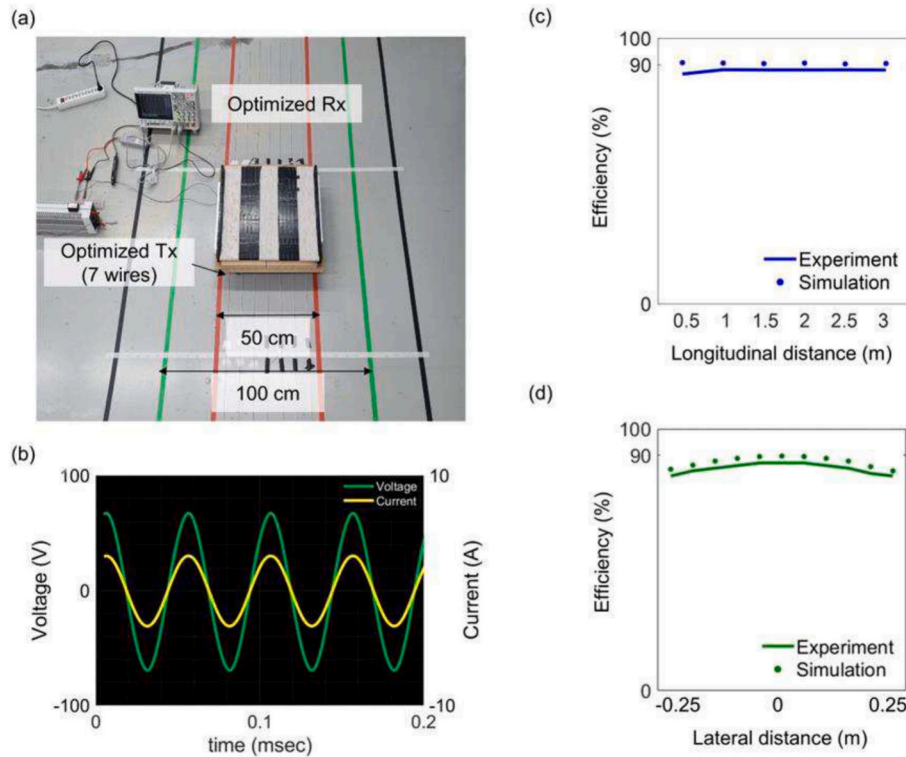 (a)
Optimized Rx
Optimized Tx
(7 wires)
50 cm
100 cm
(b)
100
10
Voltage
Current
Voltage (V)
0
0
Current (A)
-100
-10
0
0.1
0.2
time (msec)
(c)
100
90
Efficiency (%)
Experiment
Simulation
0
0.5 1 1.5 2 2.5 3
Longitudinal distance (m)
(d)
100
90
Efficiency (%)
Experiment
Simulation
0
-0.25 0 0.25
Lateral distance (m)